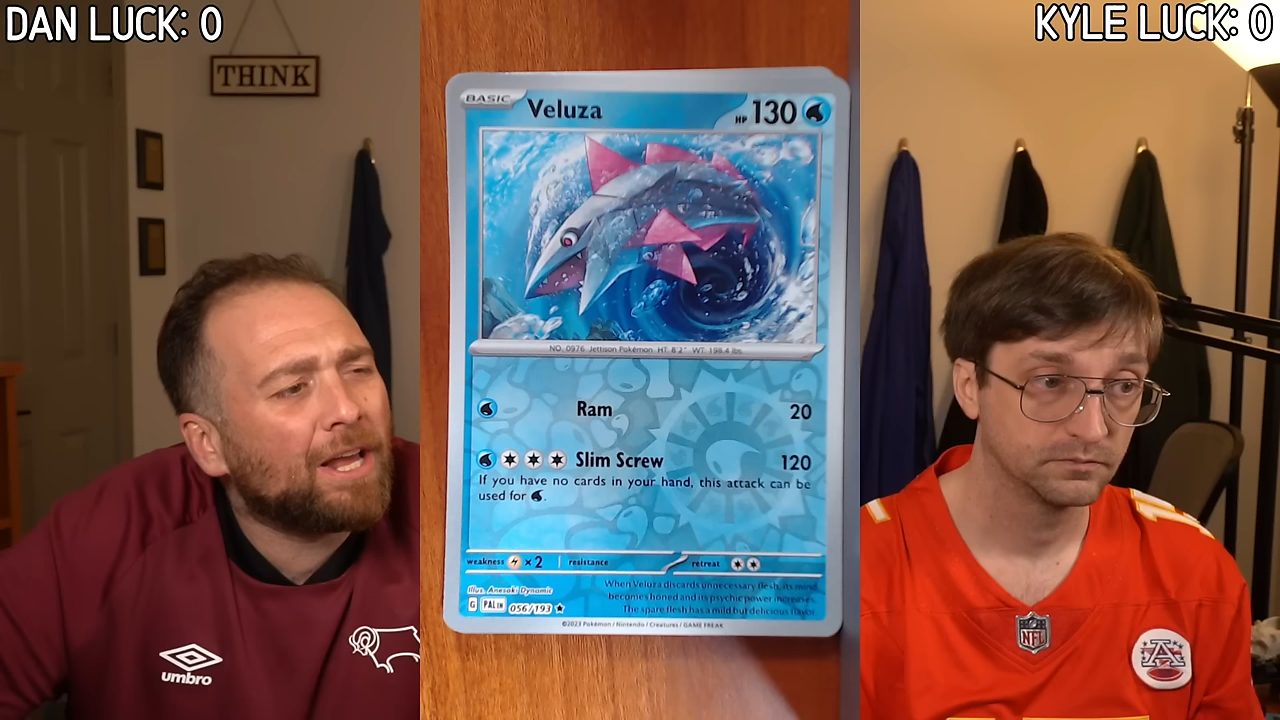 DAN LUCK: 0
KYLE LUCK: 0
THINK
BASIC
Veluza
HP 130
NO. 0976 Jettison Pokémon HT: 8'2" WT: 198.4 lbs.
Ram 20
Slim Screw 120
If you have no cards in your hand, this attack can be
used for
weakness ×2 resistance retreat
When Veluza discards unnecessary flesh, its mind
becomes honed and its psychic power increases.
The spare flesh has a mild but delicious flavor.
Illus. Anesaki Dynamic
G PAL EN 056/193 ★
©2023 Pokémon / Nintendo / Creatures / GAME FREAK
umbro
NFL